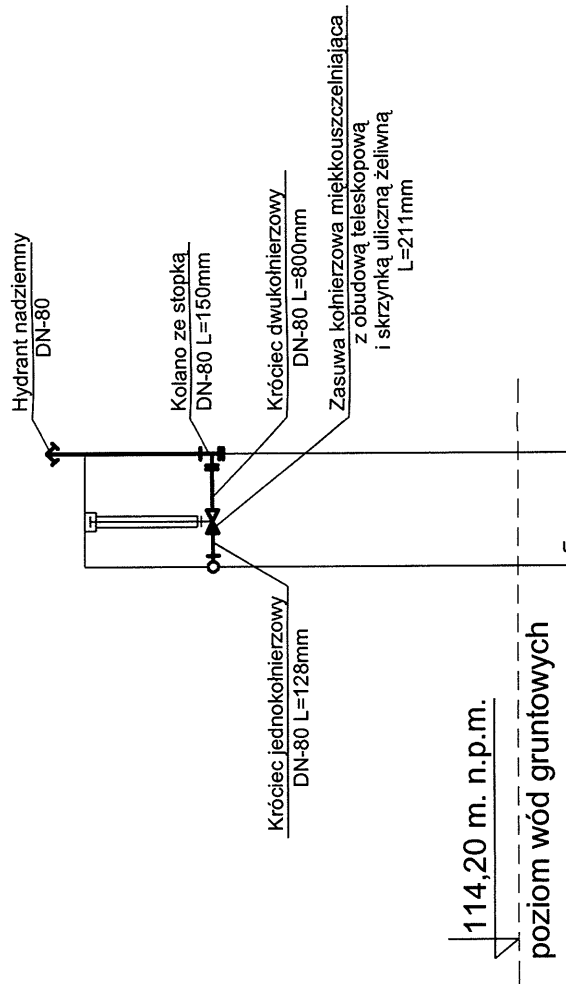 Hydrant nadziemny
DN-80
Kolano ze stopką
DN-80 L=150mm
Króciec dwukołnierzowy
DN-80 L=800mm
Zasuwa kołnierzowa miękkouszczelniająca
z obudową teleskopową
i skrzynką uliczną żeliwną
L=211mm
Króciec jednokołnierzowy
DN-80 L=128mm
114,20 m. n.p.m.
poziom wód gruntowych